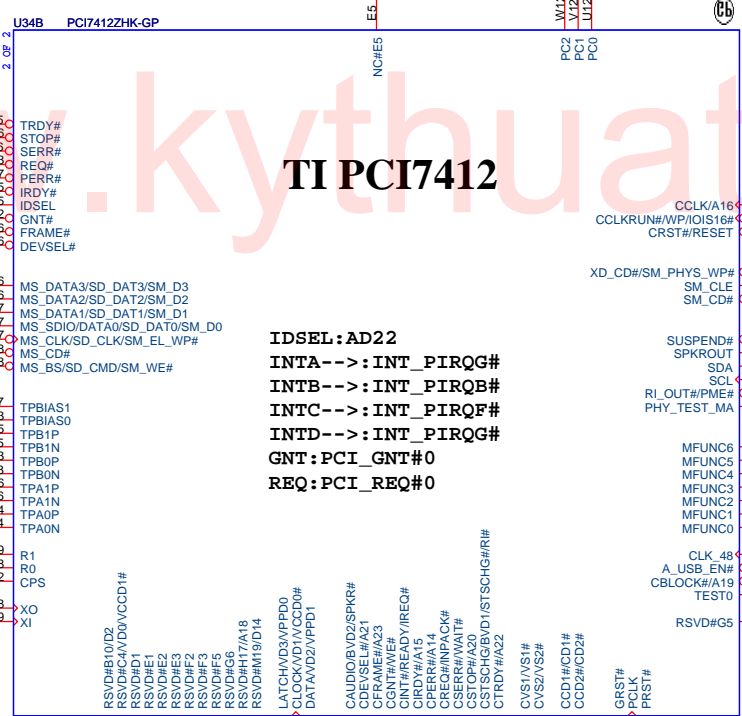 U34B PCI7412ZHK-GP
2 OF 2
E5
NC#E5
PC2
PC1
PC0
TI PCI7412
TRDY#
STOP#
SERR#
REQ#
PERR#
IRDY#
IDSEL
GNT#
FRAME#
DEVSEL#
CCLK/A16
CCLKRUN#/WP/IOIS16#
CRST#/RESET
XD_CD#/SM_PHYS_WP#
SM_CLE
SM_CD#
MS_DATA3/SD_DAT3/SM_D3
MS_DATA2/SD_DAT2/SM_D2
MS_DATA1/SD_DAT1/SM_D1
MS_SDIO/DATA0/SD_DAT0/SM_D0
MS_CLK/SD_CLK/SM_EL_WP#
MS_CD#
MS_BS/SD_CMD/SM_WE#
IDSEL:AD22
INTA-->:INT_PIRQG#
INTB-->:INT_PIRQB#
INTC-->:INT_PIRQF#
INTD-->:INT_PIRQG#
GNT:PCI_GNT#0
REQ:PCI_REQ#0
SUSPEND#
SPKROUT
SDA
SCL
RI_OUT#/PME#
PHY_TEST_MA
TPBIAS1
TPBIAS0
TPB1P
TPB1N
TPB0P
TPB0N
TPA1P
TPA1N
TPA0P
TPA0N
MFUNC6
MFUNC5
MFUNC4
MFUNC3
MFUNC2
MFUNC1
MFUNC0
R1
R0
CPS
XO
XI
CLK_48
A_USB_EN#
CBLOCK#/A19
TEST0
RSVD#G5
RSVD#B10/D2
RSVD#C4/VD0/VCCD1#
RSVD#D1
RSVD#E1
RSVD#E2
RSVD#E3
RSVD#F2
RSVD#F3
RSVD#F5
RSVD#G6
RSVD#H17/A18
RSVD#M19/D14
LATCH/VD3/VPPD0
CLOCK/VD1/VCCD0#
DATA/VD2/VPPD1
CAUDIO/BVD2/SPKR#
CDEVSEL#/A21
CFRAME#/A23
CGNT#/WE#
CINT#/READY/IREQ#
CIRDY#/A15
CPERR#/A14
CREQ#/INPACK#
CSERR#/WAIT#
CSTOP#/A20
CSTSCHG/BVD1/STSCHG#/RI#
CTRDY#/A22
CVS1/VS1#
CVS2/VS2#
CCD1#/CD1#
CCD2#/CD2#
GRST#
PCLK
PRST#
.kythuat